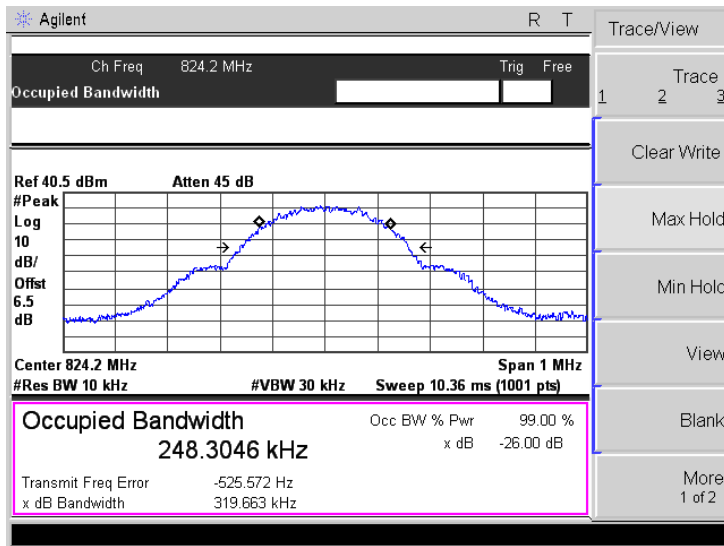 Agilent R T
Ch Freq 824.2 MHz Trig Free
Occupied Bandwidth
Ref 40.5 dBm Atten 45 dB
#Peak
Log
10
dB/
Offst
6.5
dB
Center 824.2 MHz Span 1 MHz
#Res BW 10 kHz #VBW 30 kHz Sweep 10.36 ms (1001 pts)
Occupied Bandwidth
248.3046 kHz
Occ BW % Pwr 99.00 %
x dB -26.00 dB
Transmit Freq Error -525.572 Hz
x dB Bandwidth 319.663 kHz
Trace/View
Trace
1 2 3
Clear Write
Max Hold
Min Hold
View
Blank
More
1 of 2